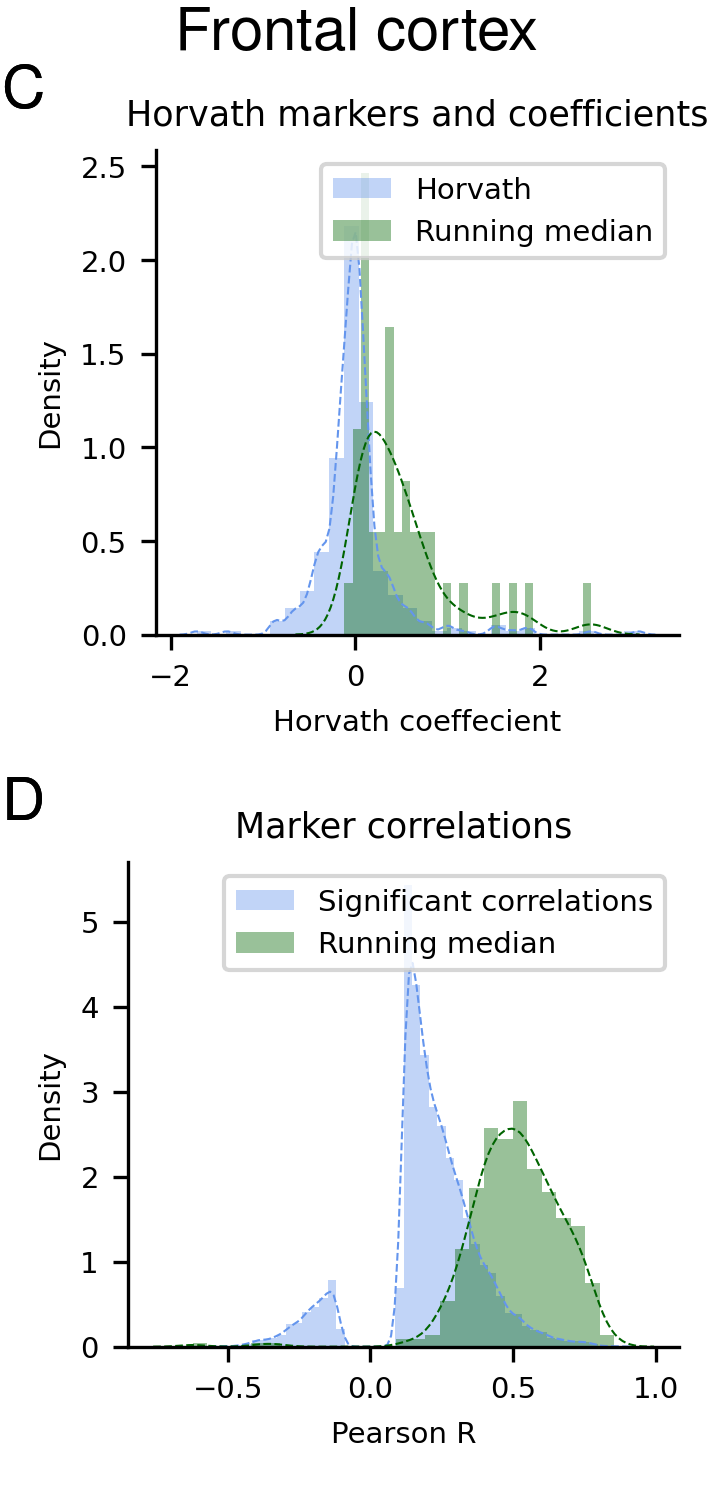 Frontal cortex
C
Horvath markers and coefficients
Horvath
Running median
2.5
2.0
1.5
1.0
0.5
0.0
Density
−2 0 2
Horvath coeffecient
D
Marker correlations
Significant correlations
Running median
5
4
3
2
1
0
Density
−0.5 0.0 0.5 1.0
Pearson R